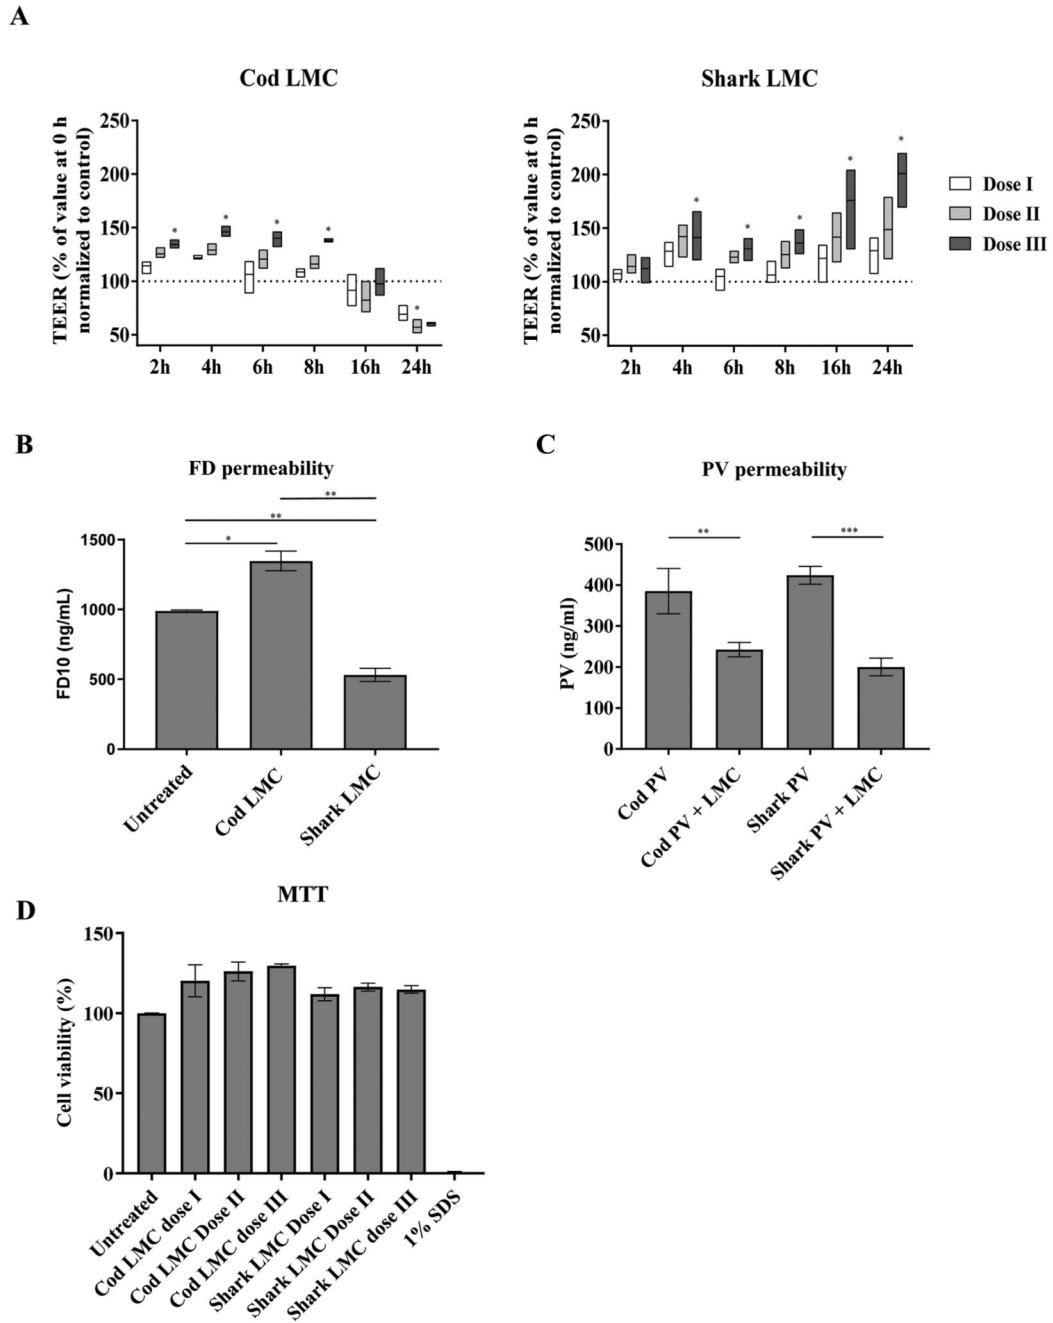 A
Cod LMC
Shark LMC
TEER (% of value at 0 h
normalized to control)
250
200
150
100
50
*
*
*
*
*
2h
4h
6h
8h
16h
24h
TEER (% of value at 0 h
normalized to control)
250
200
150
100
50
*
*
*
*
*
2h
4h
6h
8h
16h
24h
Dose I
Dose II
Dose III
B
FD permeability
**
**
*
FD10 (ng/mL)
1500
1000
500
0
Untreated
Cod LMC
Shark LMC
C
PV permeability
**
***
PV (ng/ml)
500
400
300
200
100
0
Cod PV
Cod PV + LMC
Shark PV
Shark PV + LMC
D
MTT
Cell viability (%)
150
100
50
0
Untreated
Cod LMC dose I
Cod LMC Dose II
Cod LMC dose III
Shark LMC Dose I
Shark LMC Dose II
Shark LMC dose III
1% SDS